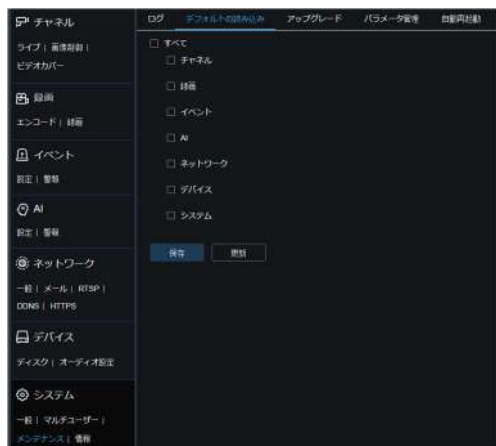 チャネル
ライブ | 画像制御 |
ビデオカバー
録画
エンコード | 録画
イベント
設定 | 警報
AI
設定 | 警報
ネットワーク
一般 | メール | RTSP |
DDNS | HTTPS
デバイス
ディスク | オーディオ設定
システム
一般 | マルチユーザー |
メンテナンス | 情報
ログ デフォルトの読み込み アップグレード パラメータ管理 自動再起動
すべて
チャネル
録画
イベント
AI
ネットワーク
デバイス
システム
保存 更新